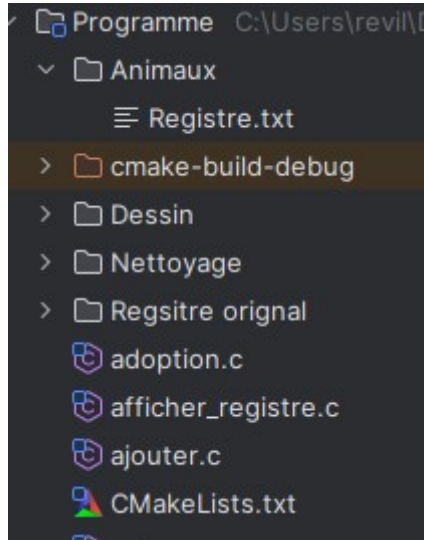 Programme C:\Users\revil\
Animaux
Registre.txt
cmake-build-debug
Dessin
Nettoyage
Regsitre orignal
adoption.c
afficher_registre.c
ajouter.c
CMakeLists.txt